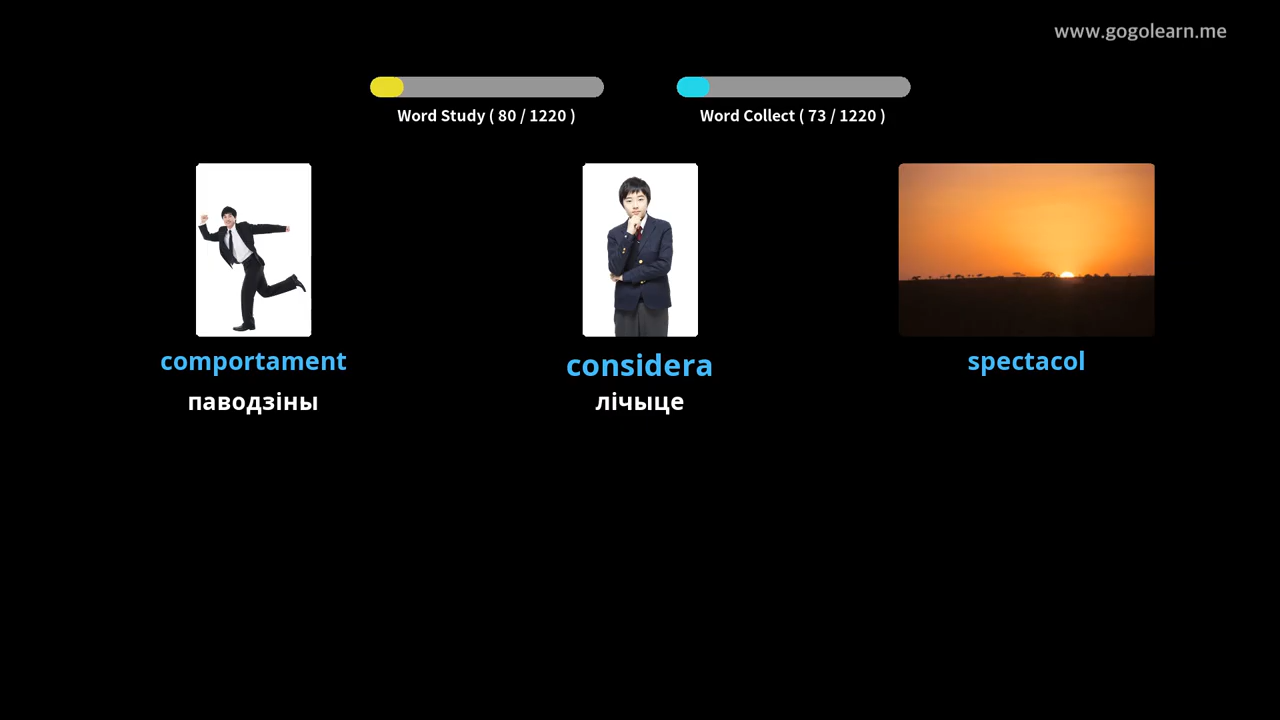 www.gogolearn.me
Word Study ( 80 / 1220 )
Word Collect ( 73 / 1220 )
comportament
паводзіны
considera
лічыце
spectacol